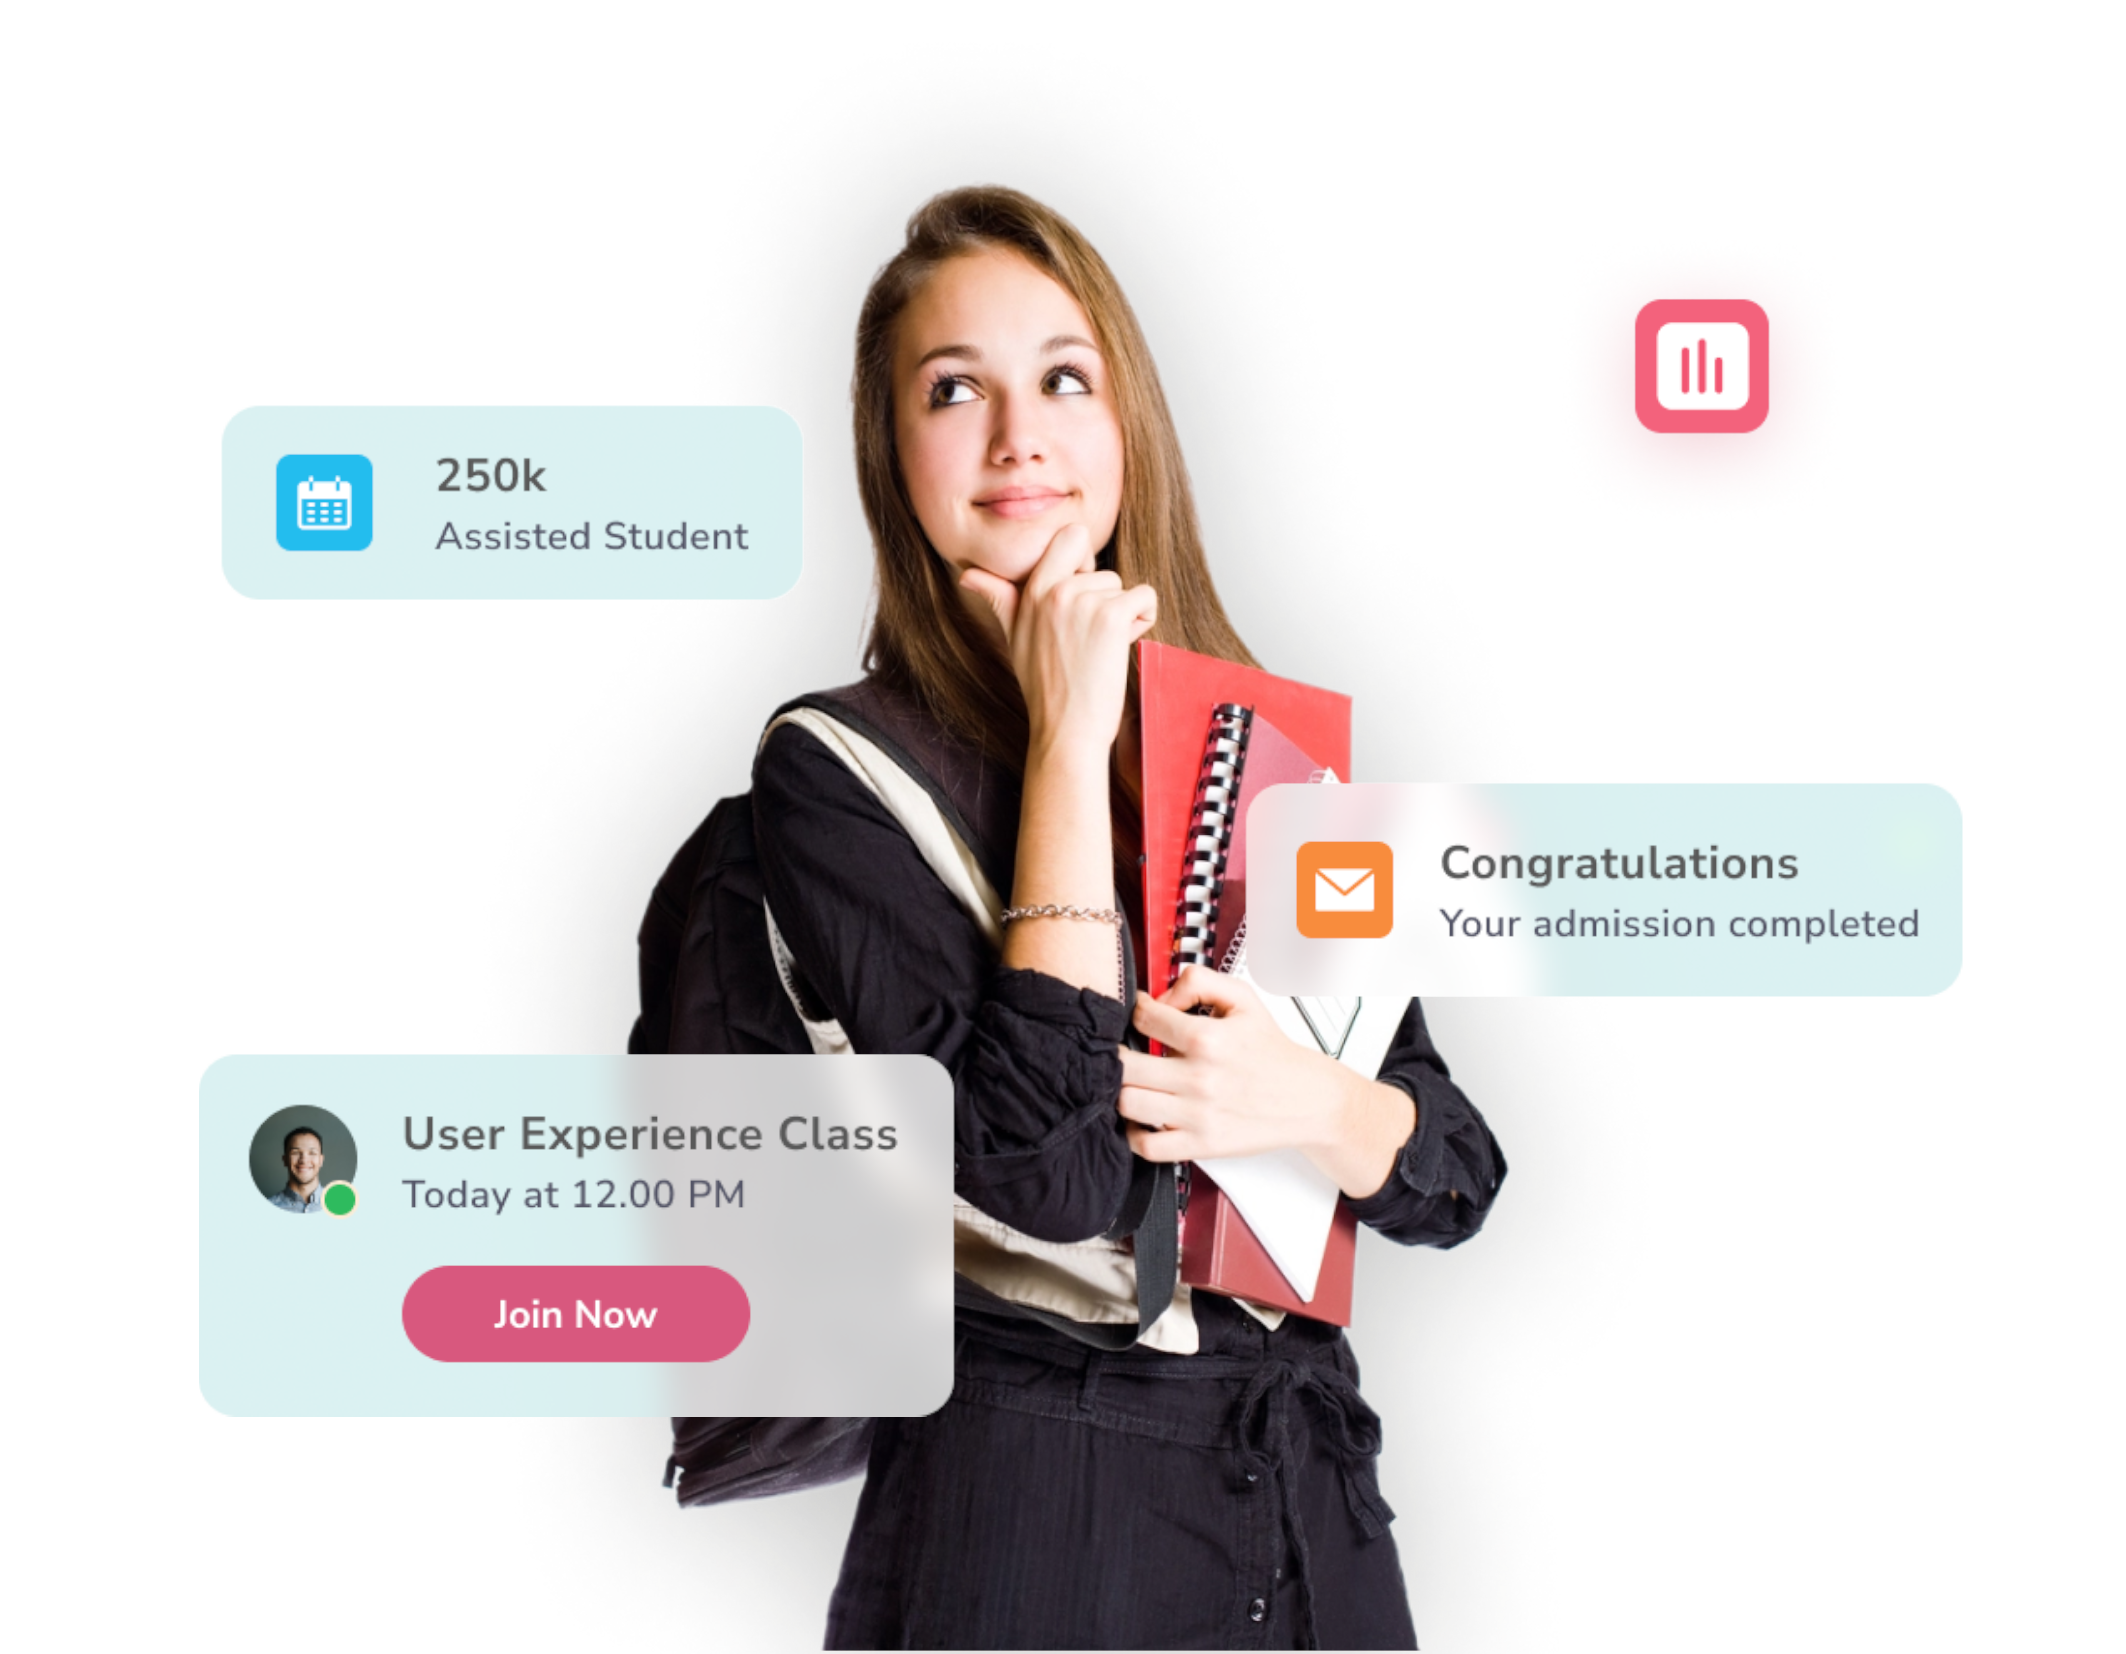 250k
Assisted Student
Congratulations
Your admission completed
User Experience Class
Today at 12.00 PM
Join Now